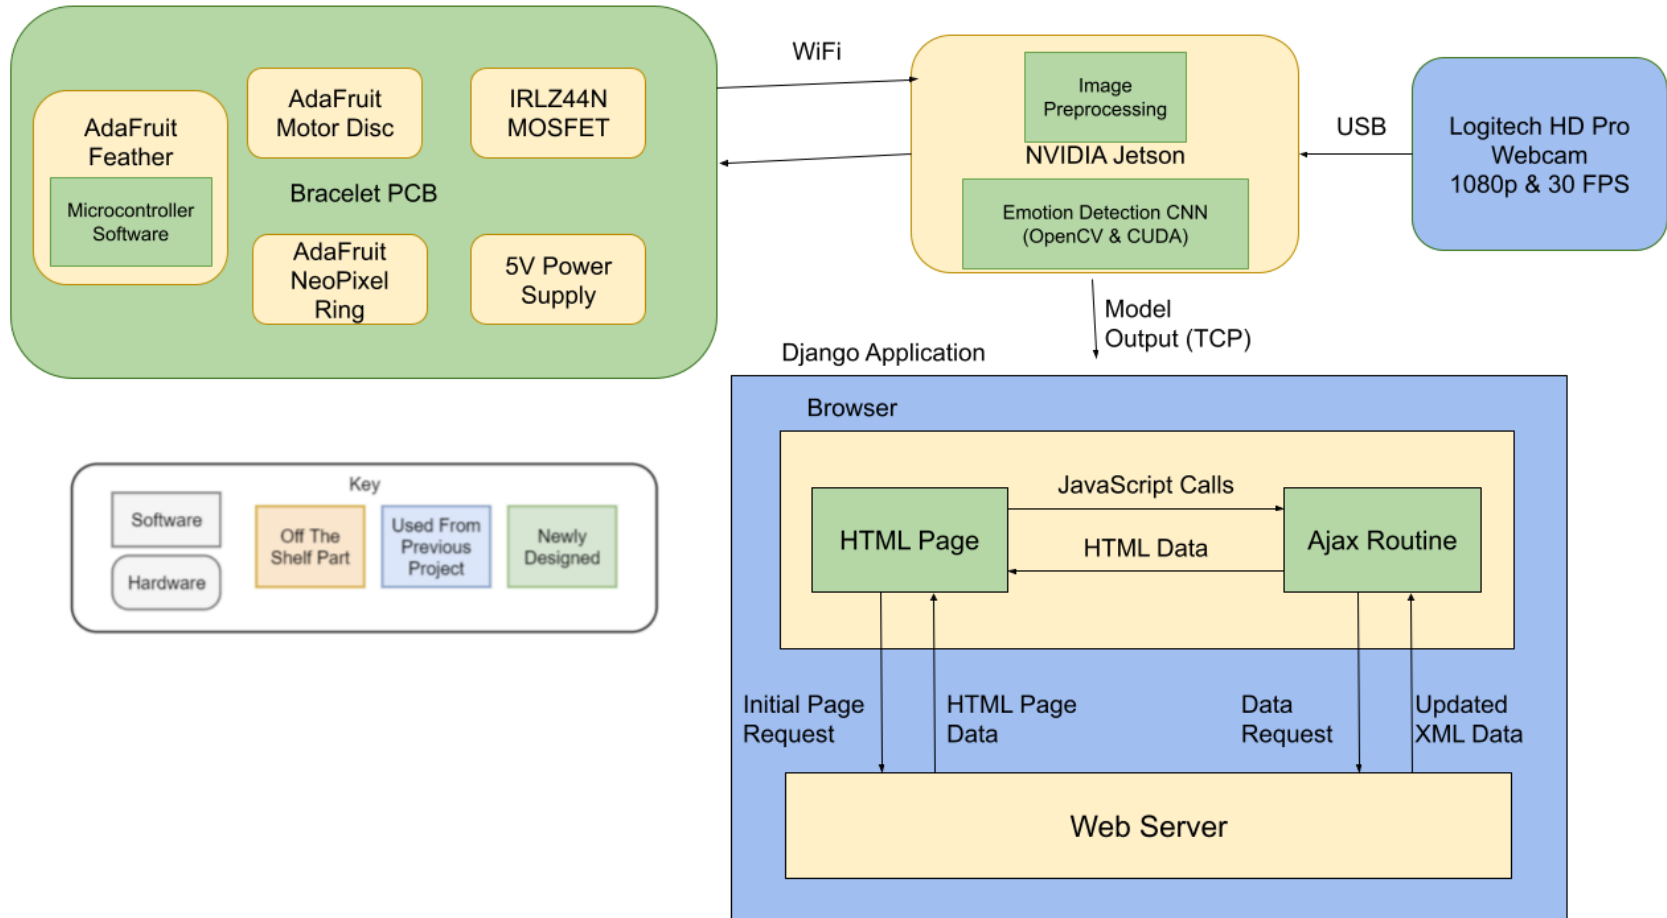 WiFi
AdaFruit
Feather
Microcontroller
Software
AdaFruit
Motor Disc
IRLZ44N
MOSFET
Bracelet PCB
AdaFruit
NeoPixel
Ring
5V Power
Supply
Image
Preprocessing
NVIDIA Jetson
Emotion Detection CNN
(OpenCV & CUDA)
USB
Logitech HD Pro
Webcam
1080p & 30 FPS
Model
Output (TCP)
Django Application
Browser
HTML Page
JavaScript Calls
HTML Data
Ajax Routine
Initial Page
Request
HTML Page
Data
Data
Request
Updated
XML Data
Web Server
Key
Software
Hardware
Off The
Shelf Part
Used From
Previous
Project
Newly
Designed